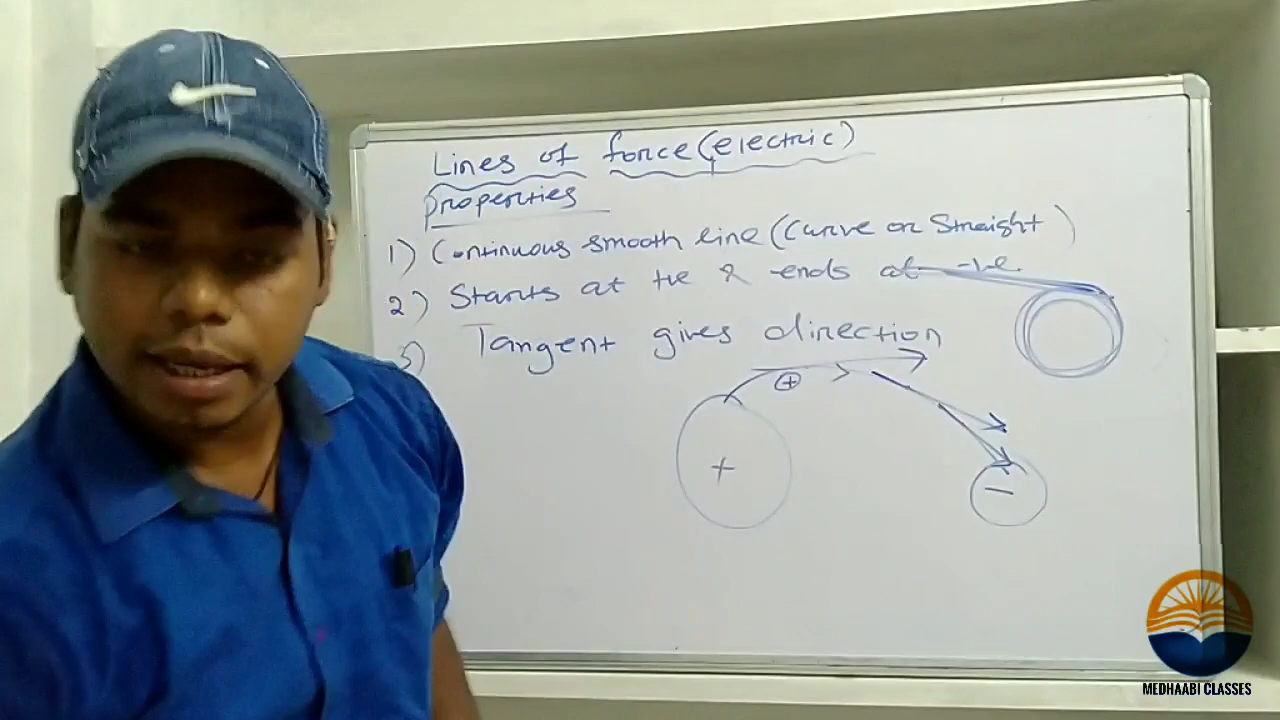 Lines of force (electric)
Properties
1) Continuous smooth line (Curve or Straight)
2) Starts at +ve & ends at -ve
3) Tangent gives direction
+
+
-
MEDHAABI CLASSES